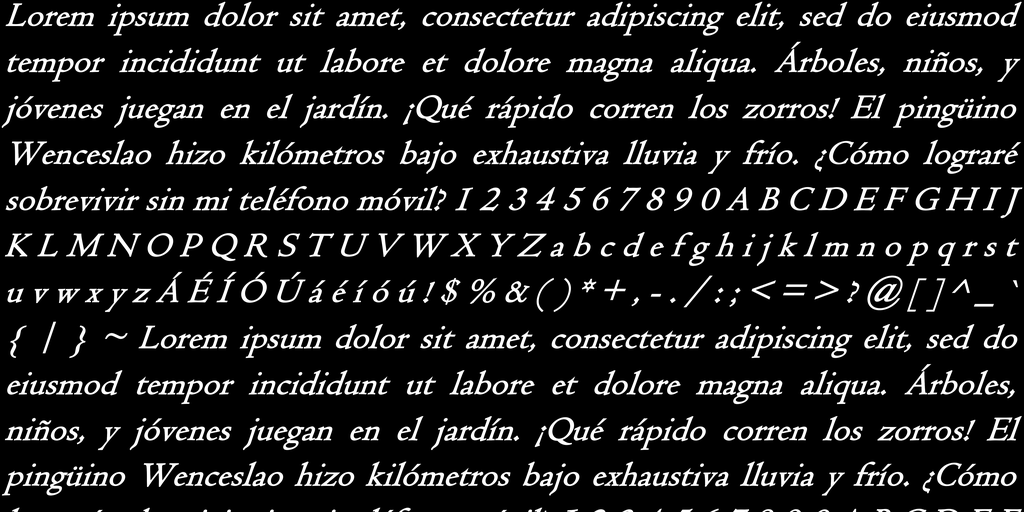 Lorem ipsum dolor sit amet, consectetur adipiscing elit, sed do eiusmod
tempor incididunt ut labore et dolore magna aliqua. Árboles, niños, y
jóvenes juegan en el jardín. ¡Qué rápido corren los zorros! El pingüino
Wenceslao hizo kilómetros bajo exhaustiva lluvia y frío. ¿Cómo lograré
sobrevivir sin mi teléfono móvil? 1 2 3 4 5 6 7 8 9 0 A B C D E F G H I J
K L M N O P Q R S T U V W X Y Z a b c d e f g h i j k l m n o p q r s t
u v w x y z Á É Í Ó Ú á é í ó ú ! $ % & ( ) * + , - . / : ; < = > ? @ [ ] ^ _ `
{ | } ~ Lorem ipsum dolor sit amet, consectetur adipiscing elit, sed do
eiusmod tempor incididunt ut labore et dolore magna aliqua. Árboles,
niños, y jóvenes juegan en el jardín. ¡Qué rápido corren los zorros! El
pingüino Wenceslao hizo kilómetros bajo exhaustiva lluvia y frío. ¿Cómo